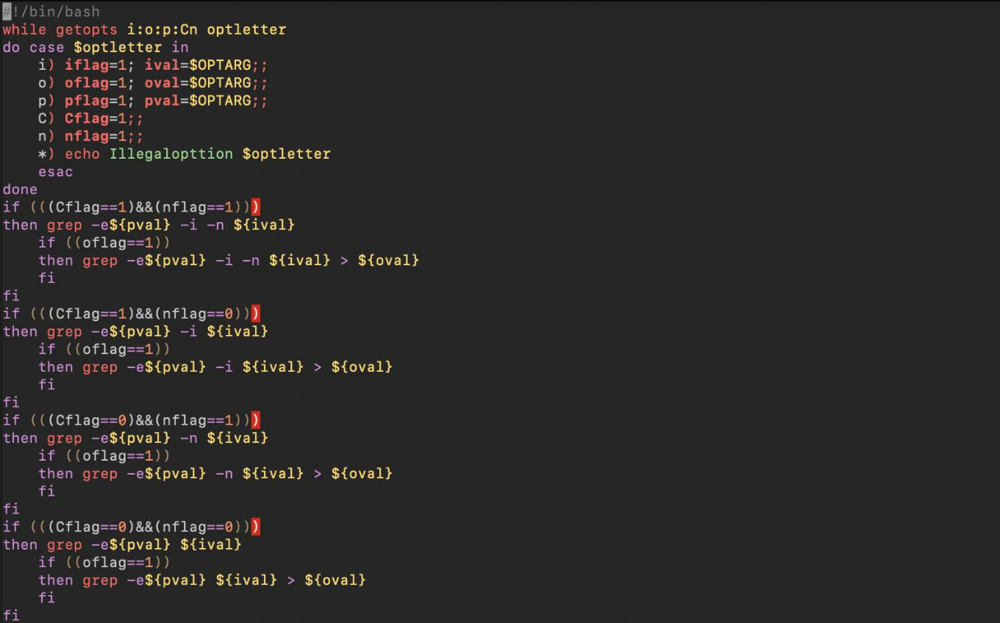 #!/bin/bash
while getopts i:o:p:Cn optletter
do case $optletter in
    i) iflag=1; ival=$OPTARG;;
    o) oflag=1; oval=$OPTARG;;
    p) pflag=1; pval=$OPTARG;;
    C) Cflag=1;;
    n) nflag=1;;
    *) echo Illegalopttion $optletter
    esac
done
if (((Cflag==1)&&(nflag==1)))
then grep -e${pval} -i -n ${ival}
    if ((oflag==1))
    then grep -e${pval} -i -n ${ival} > ${oval}
    fi
fi
if (((Cflag==1)&&(nflag==0)))
then grep -e${pval} -i ${ival}
    if ((oflag==1))
    then grep -e${pval} -i ${ival} > ${oval}
    fi
fi
if (((Cflag==0)&&(nflag==1)))
then grep -e${pval} -n ${ival}
    if ((oflag==1))
    then grep -e${pval} -n ${ival} > ${oval}
    fi
fi
if (((Cflag==0)&&(nflag==0)))
then grep -e${pval} ${ival}
    if ((oflag==1))
    then grep -e${pval} ${ival} > ${oval}
    fi
fi